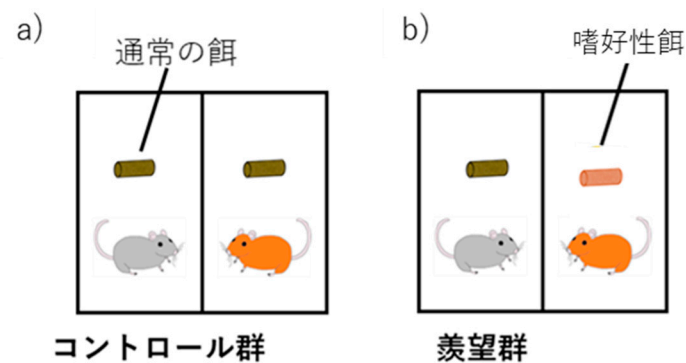 a)
通常の餌
コントロール群
b)
嗜好性餌
羨望群